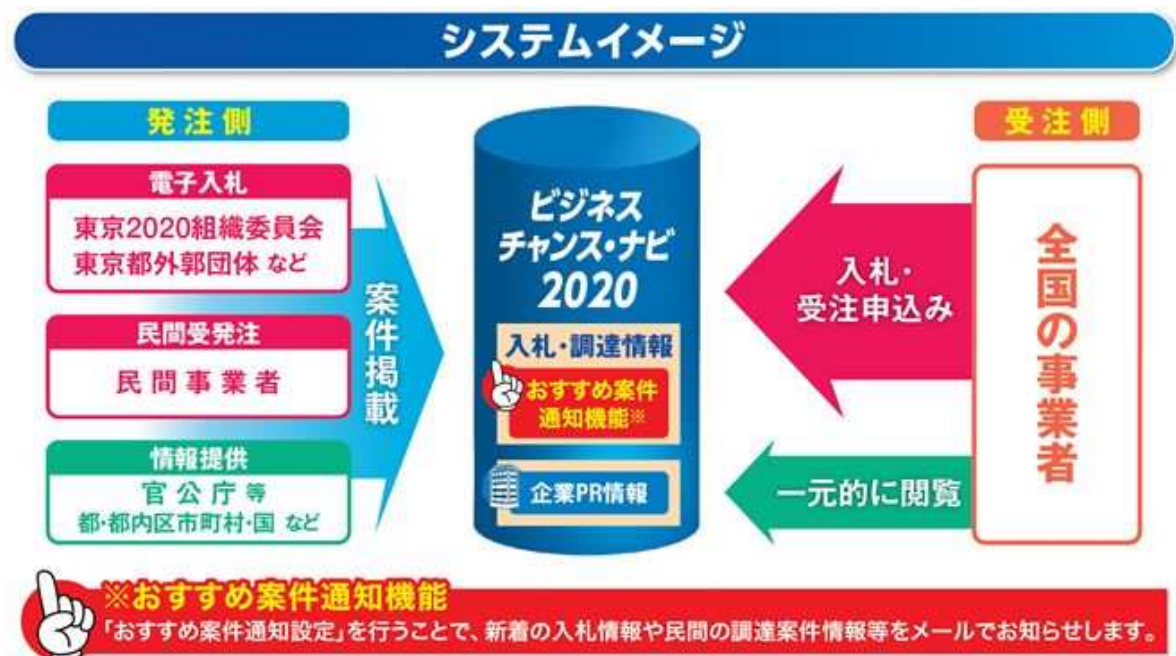 システムイメージ
発注側
電子入札
東京2020組織委員会
東京都外郭団体 など
民間受発注
民間事業者
情報提供
官公庁等
都・都内区市町村・国 など
案件掲載
ビジネス
チャンス・ナビ
2020
入札・調達情報
おすすめ案件
通知機能※
企業PR情報
入札・
受注申込み
一元的に閲覧
受注側
全国の事業者
※おすすめ案件通知機能
「おすすめ案件通知設定」を行うことで、新着の入札情報や民間の調達案件情報等をメールでお知らせします。